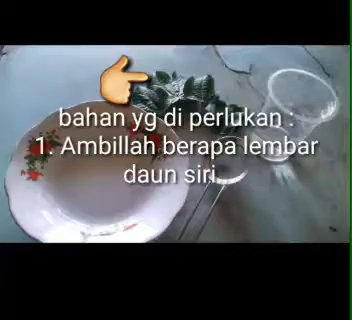 bahan yg di perlukan :
1. Ambillah berapa lembar
daun siri